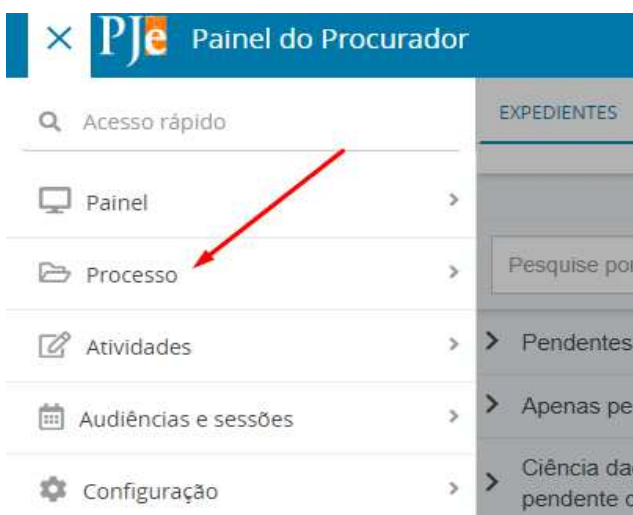 PJe Painel do Procurador
Acesso rápido
Painel
Processo
Atividades
Audiências e sessões
Configuração
EXPEDIENTES
Pesquise por
Pendentes
Apenas pe
Ciência da
pendente